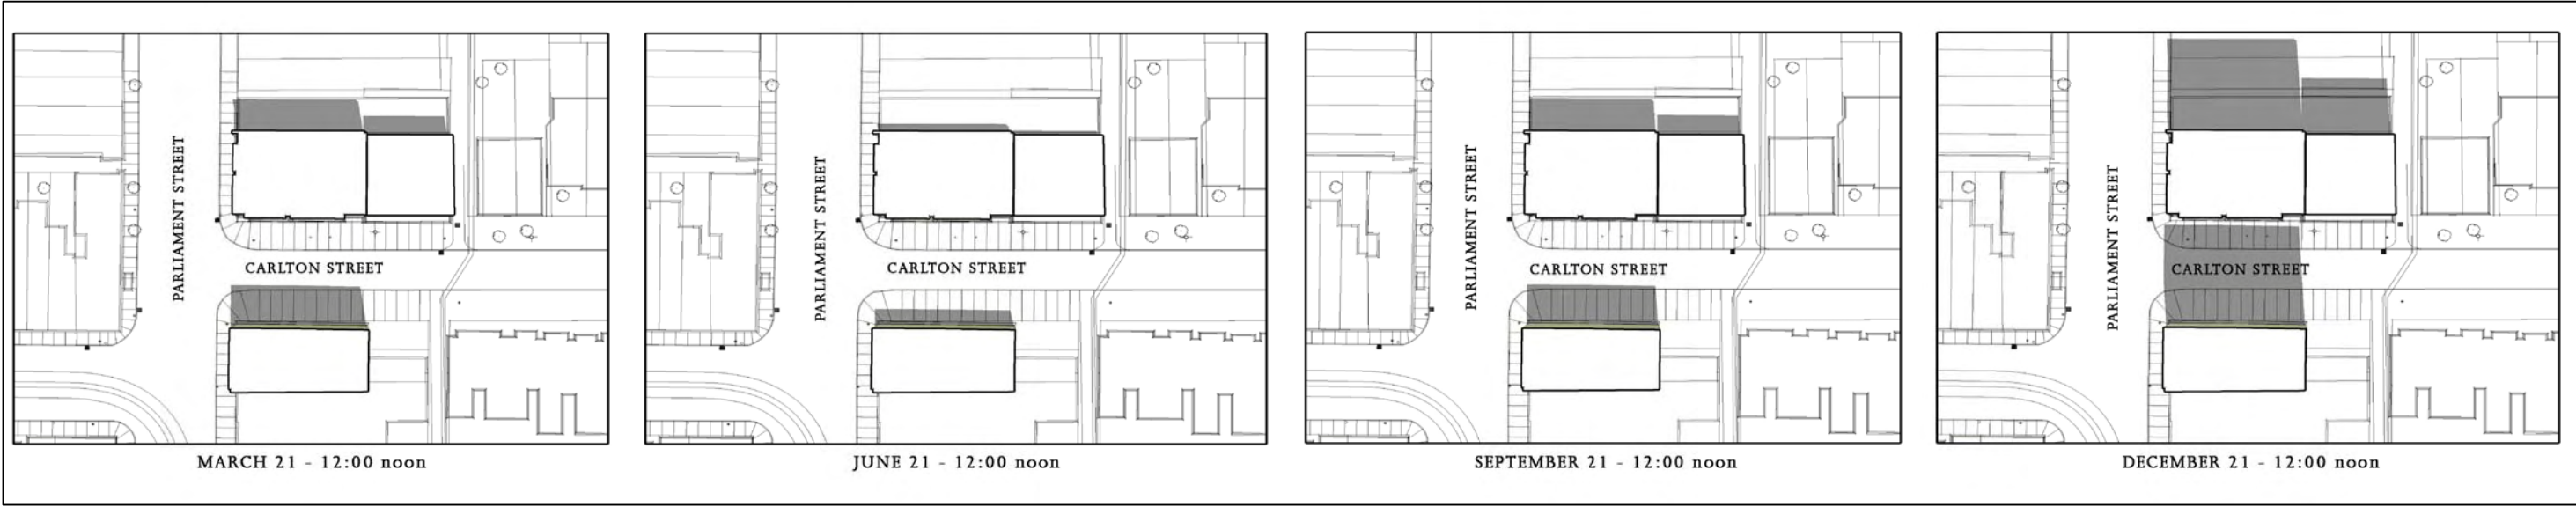 PARLIAMENT STREET
CARLTON STREET
MARCH 21 - 12:00 noon
PARLIAMENT STREET
CARLTON STREET
JUNE 21 - 12:00 noon
PARLIAMENT STREET
CARLTON STREET
SEPTEMBER 21 - 12:00 noon
PARLIAMENT STREET
CARLTON STREET
DECEMBER 21 - 12:00 noon